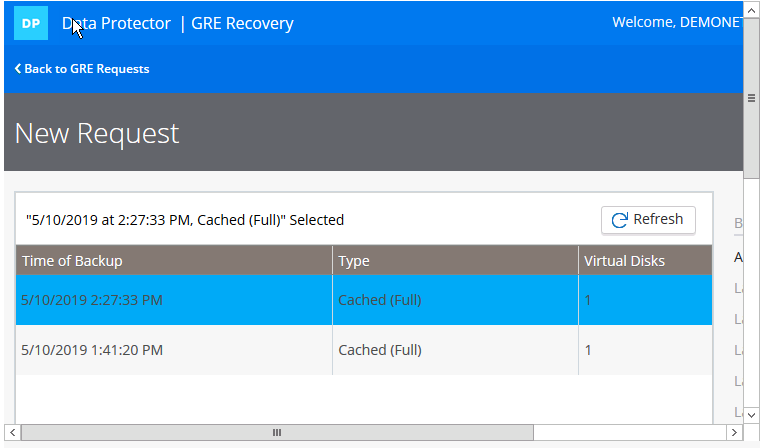 DP Data Protector | GRE Recovery Welcome, DEMONET
Back to GRE Requests
New Request
"5/10/2019 at 2:27:33 PM, Cached (Full)" Selected Refresh
B
Time of Backup Type Virtual Disks
A
5/10/2019 2:27:33 PM Cached (Full) 1
La
La
5/10/2019 1:41:20 PM Cached (Full) 1
La
La
La